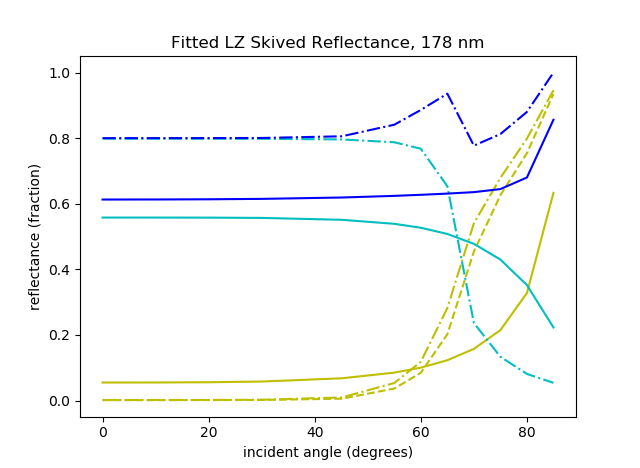 Fitted LZ Skived Reflectance, 178 nm
1.0
0.8
0.6
0.4
0.2
0.0
reflectance (fraction)
0 20 40 60 80
incident angle (degrees)